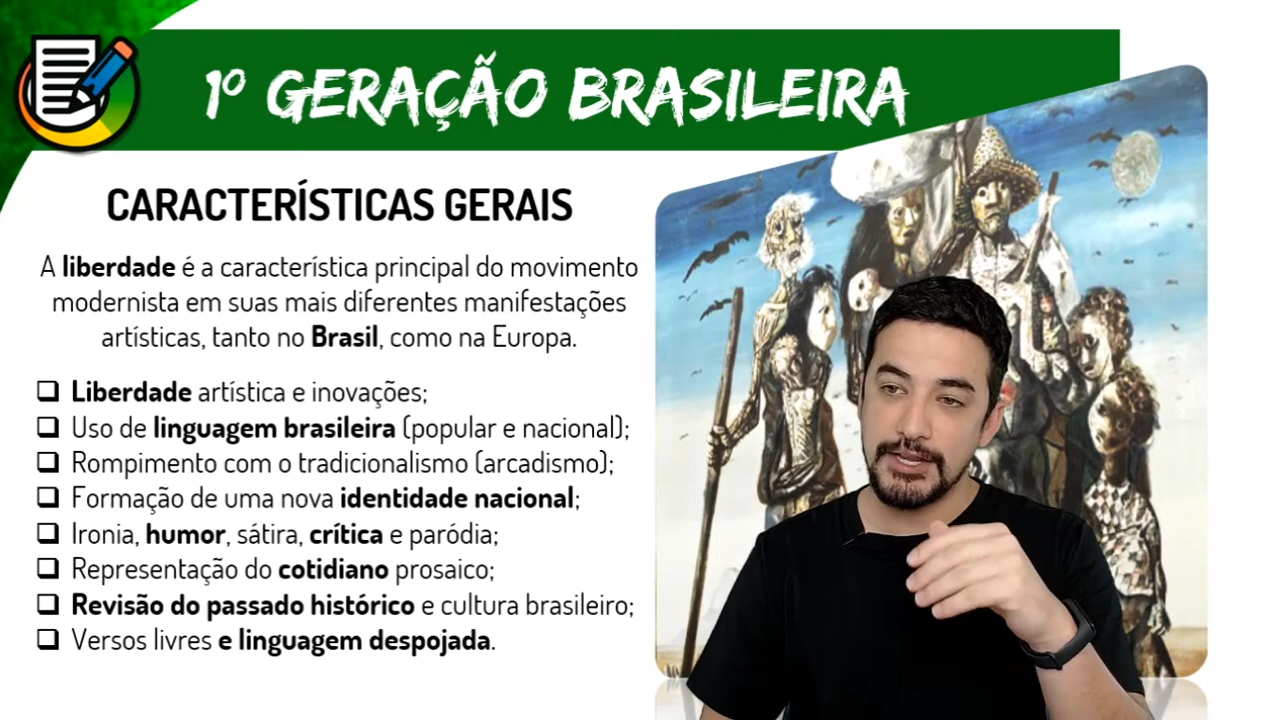 1º GERAÇÃO BRASILEIRA
CARACTERÍSTICAS GERAIS
A liberdade é a característica principal do movimento
modernista em suas mais diferentes manifestações
artísticas, tanto no Brasil, como na Europa.
❑ Liberdade artística e inovações;
❑ Uso de linguagem brasileira (popular e nacional);
❑ Rompimento com o tradicionalismo (arcadismo);
❑ Formação de uma nova identidade nacional;
❑ Ironia, humor, sátira, crítica e paródia;
❑ Representação do cotidiano prosaico;
❑ Revisão do passado histórico e cultura brasileiro;
❑ Versos livres e linguagem despojada.